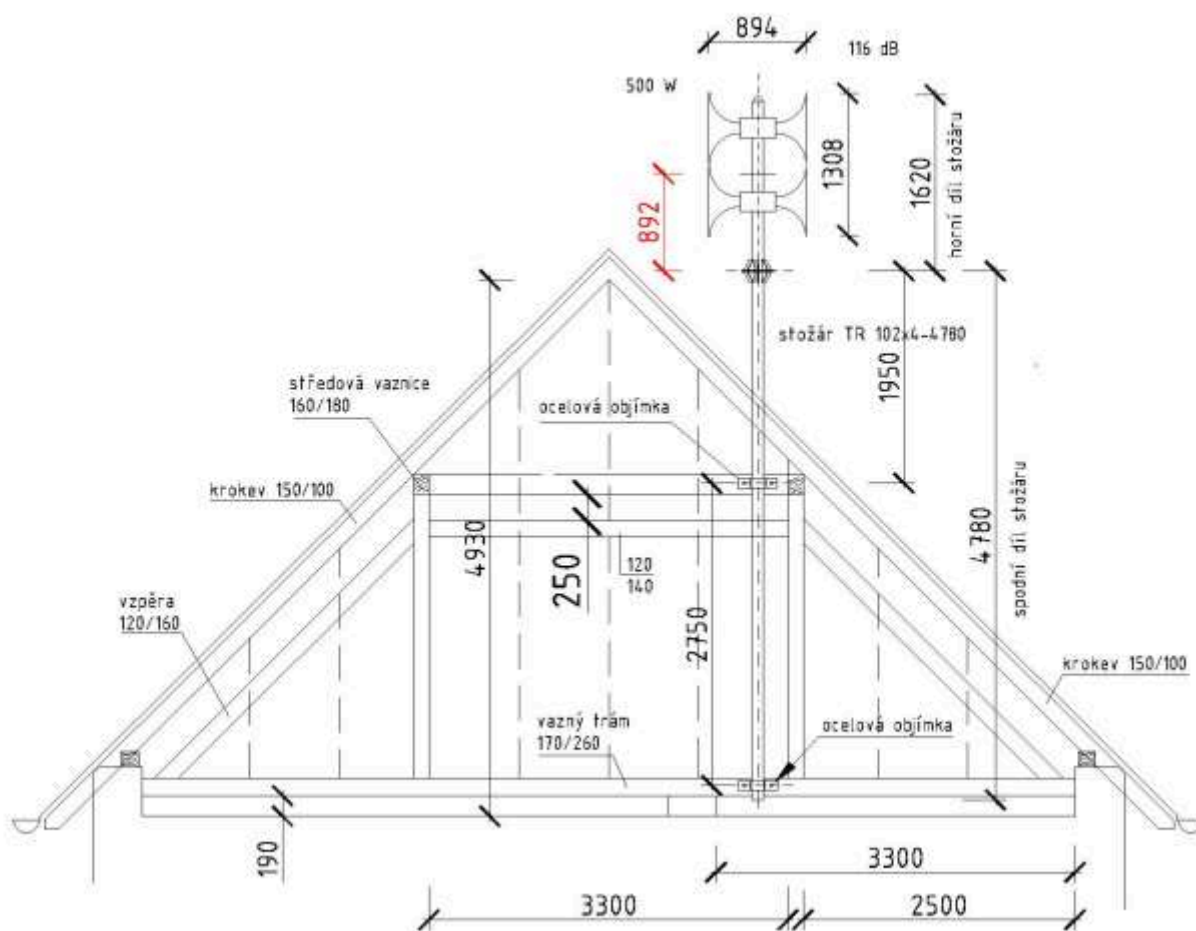 894
116 dB
500 W
1308
1620
horní díl stožáru
892
stožár TR 102x4-4780
1950
středová vaznice
160/180
ocelová objímka
krokev 150/100
4930
4780
spodní díl stožáru
250
120
140
2750
vzpěra
120/160
krokev 150/100
vazný trám
170/260
ocelová objímka
190
3300
3300
2500